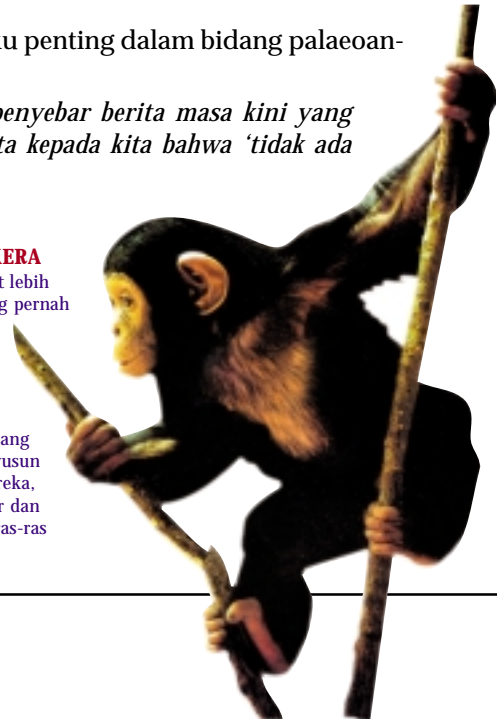 u penting dalam bidang palaeoan-
penyebar berita masa kini yang
ta kepada kita bahwa ‘tidak ada
KERA
t lebih
g pernah
ang
usun
reka,
r dan
as-ras